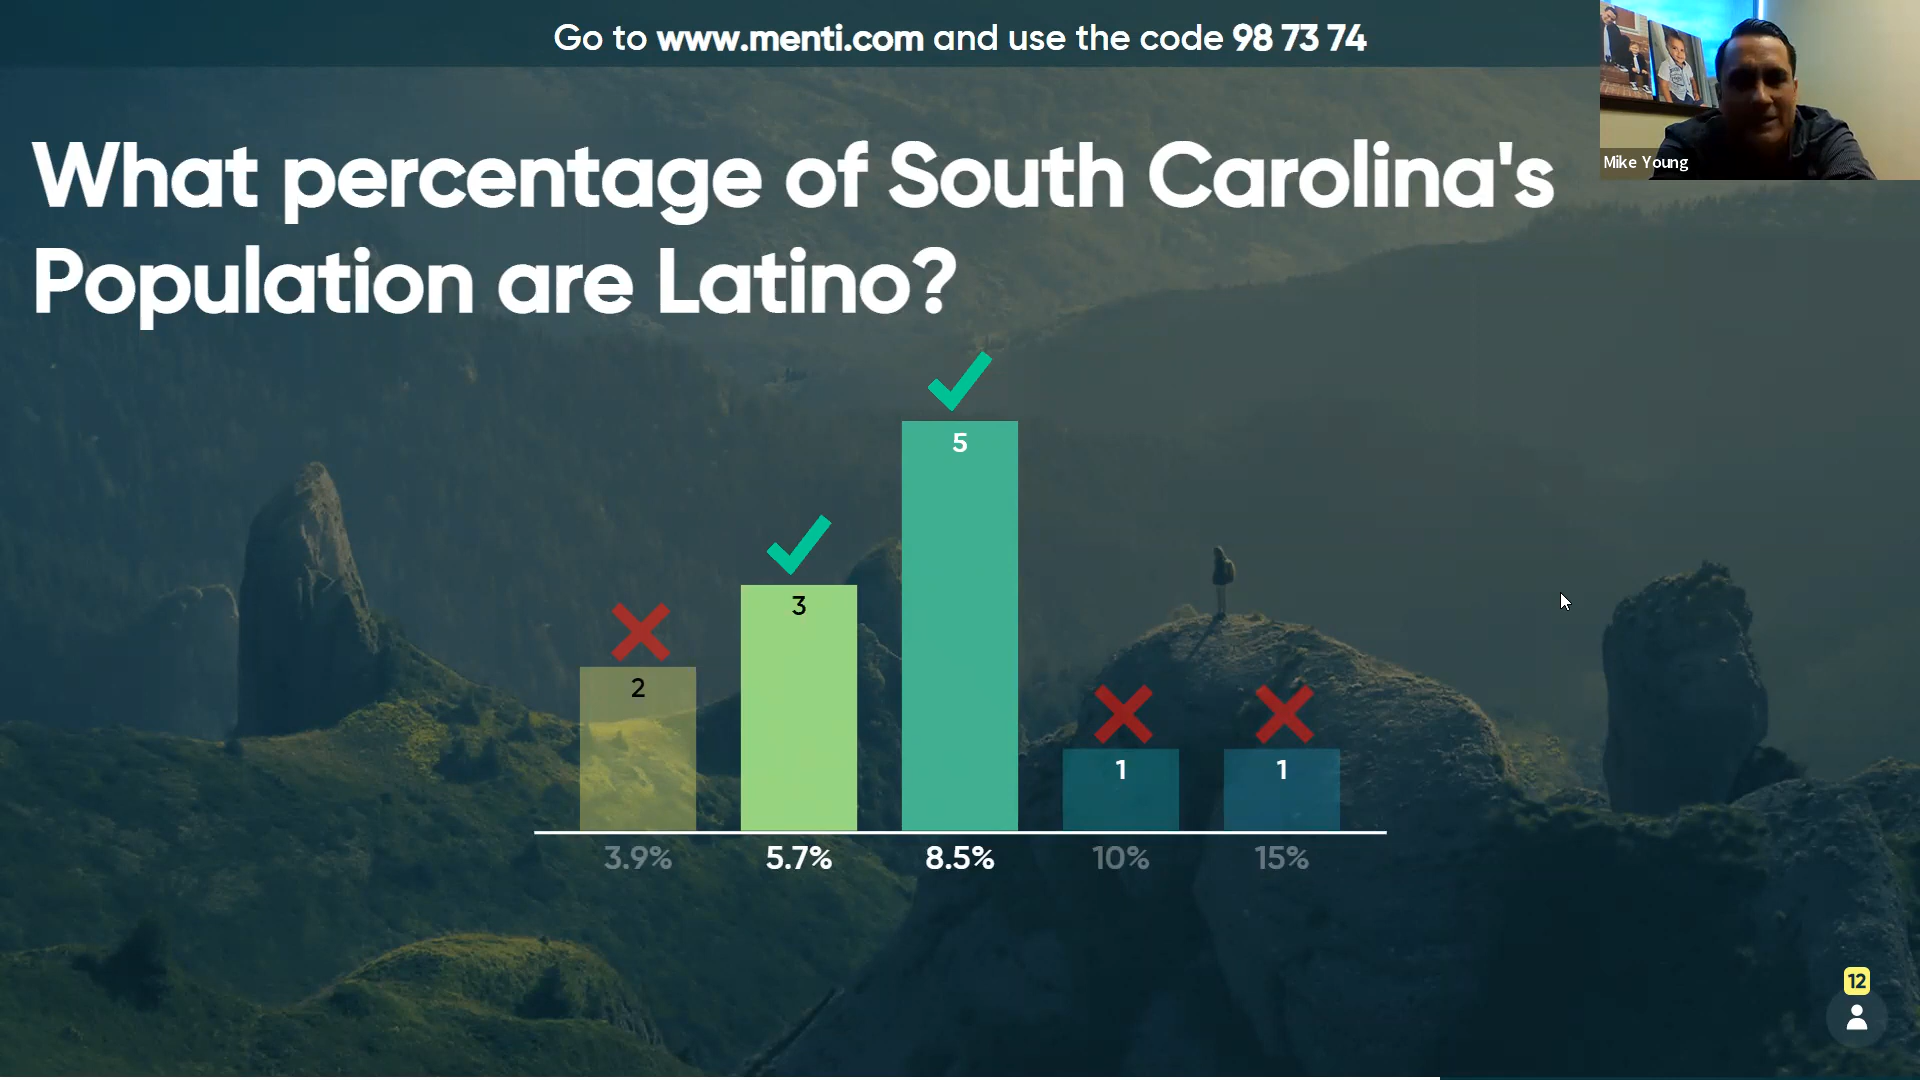 Go to www.menti.com and use the code 98 73 74
Mike Young
What percentage of South Carolina's
Population are Latino?
5
3
2
1
1
3.9%
5.7%
8.5%
10%
15%
12